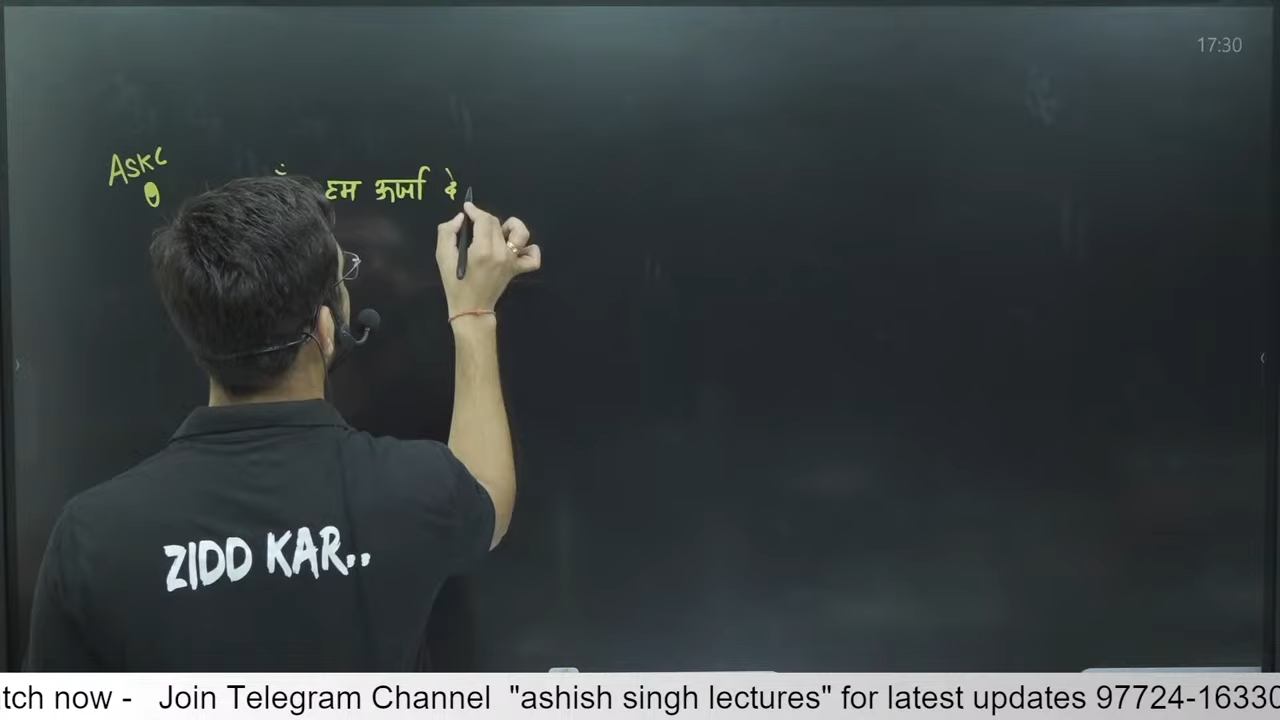 17:30
ASKC
हम ऊर्जा दे
ZIDD KAR..
tch now - Join Telegram Channel "ashish singh lectures" for latest updates 97724-16330